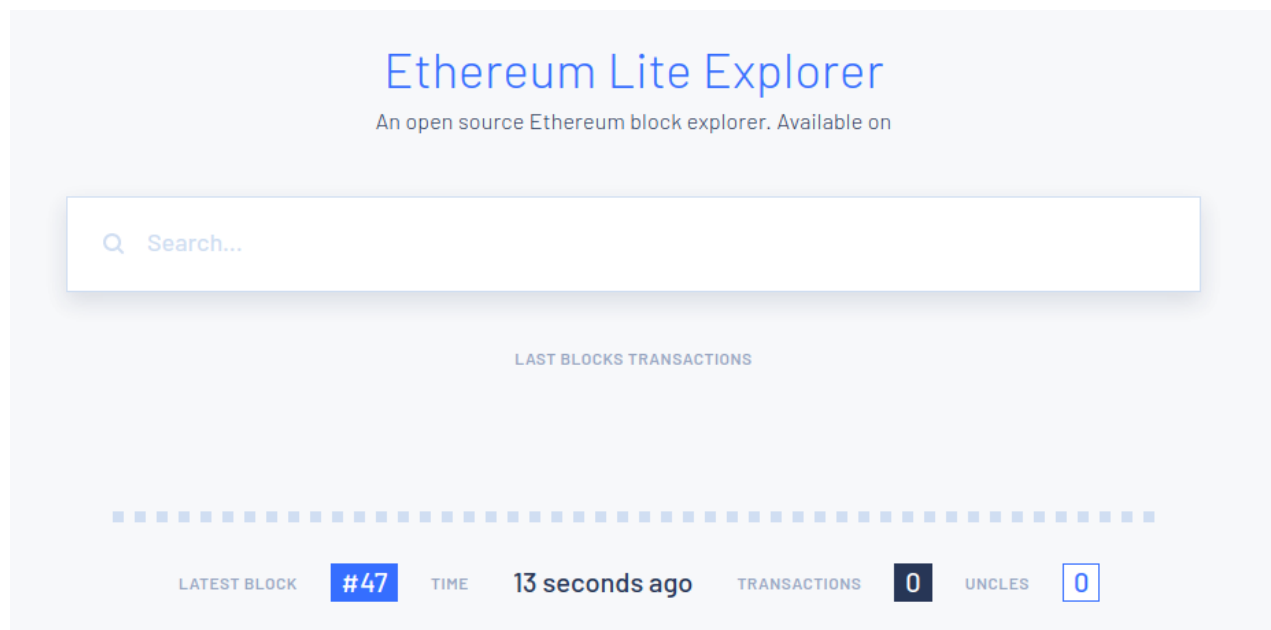 Ethereum Lite Explorer
An open source Ethereum block explorer. Available on
Search...
LAST BLOCKS TRANSACTIONS
LATEST BLOCK #47 TIME 13 seconds ago TRANSACTIONS 0 UNCLES 0